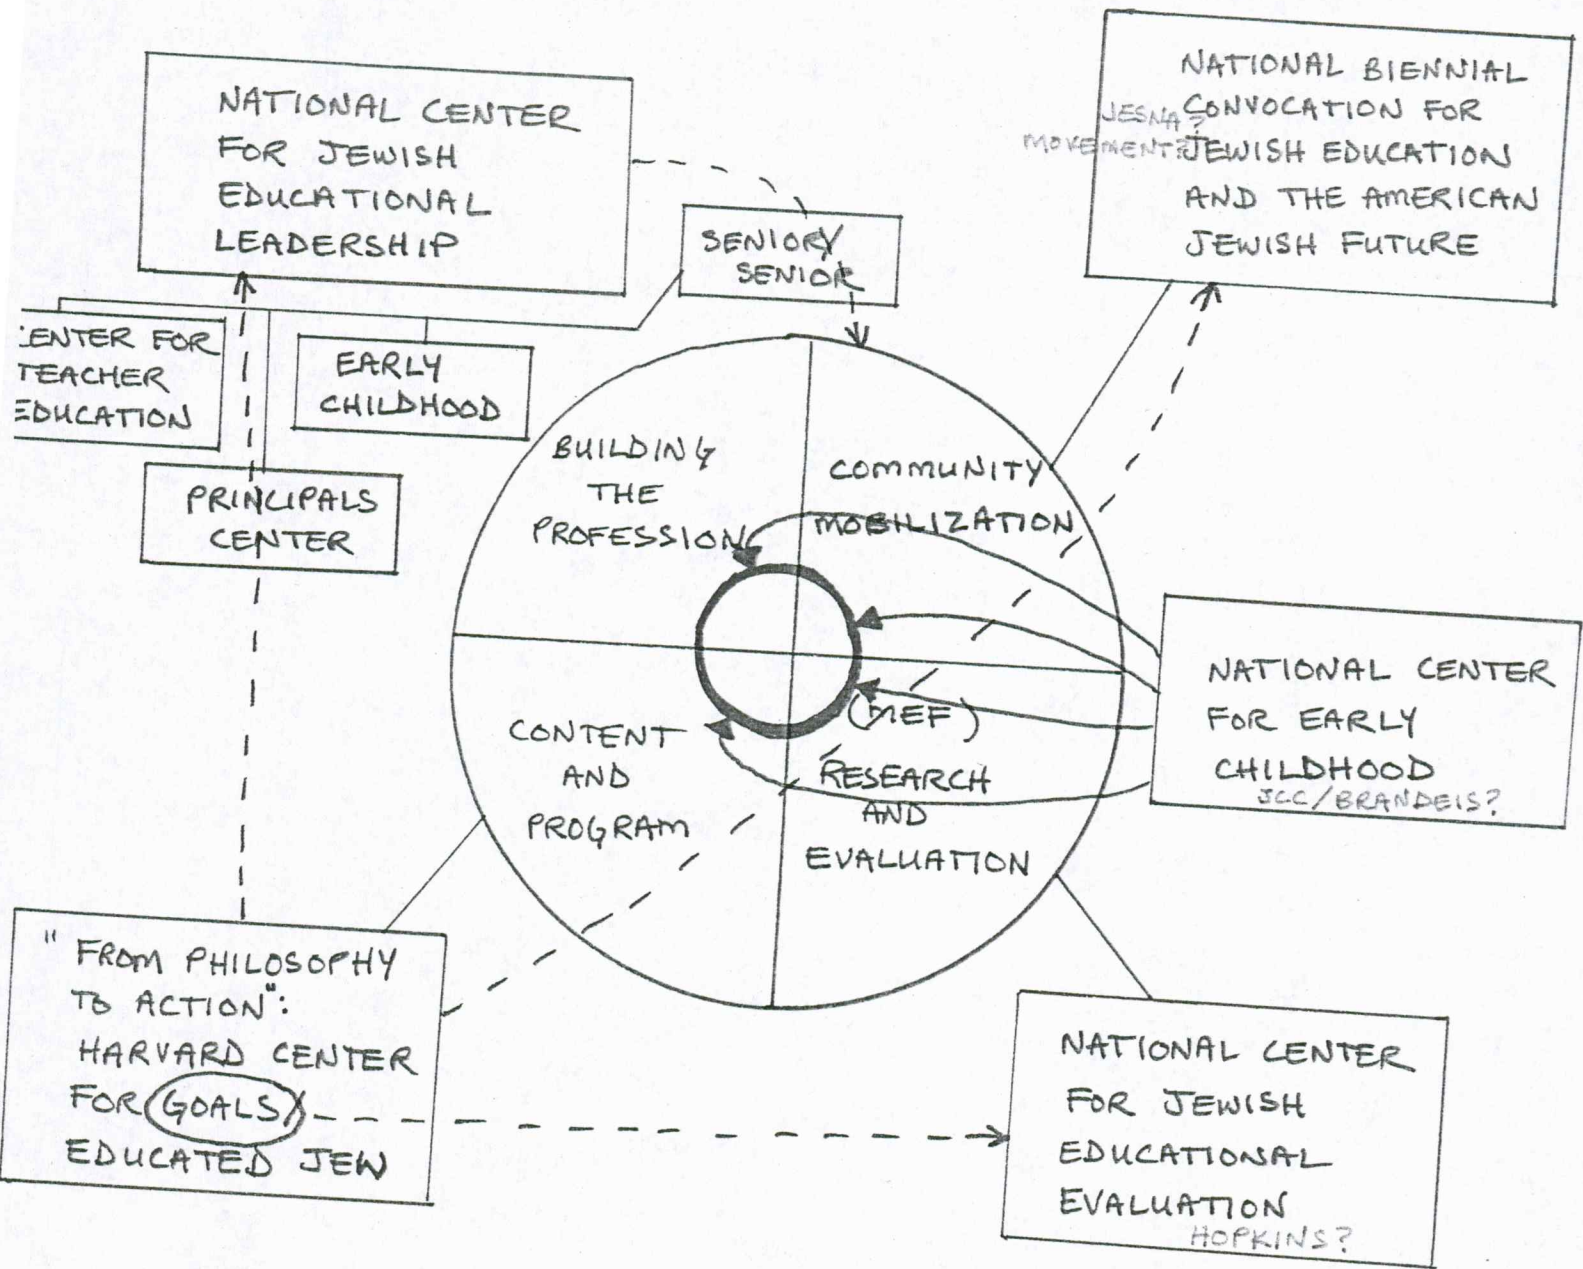 NATIONAL CENTER
FOR JEWISH
EDUCATIONAL
LEADERSHIP
NATIONAL BIENNIAL
JESNA? CONVOCATION FOR
MOVEMENT? JEWISH EDUCATION
AND THE AMERICAN
JEWISH FUTURE
SENIOR/
SENIOR
ENTER FOR
TEACHER
EDUCATION
EARLY
CHILDHOOD
PRINCIPALS
CENTER
BUILDING
THE
PROFESSION
COMMUNITY
MOBILIZATION
CONTENT
AND
PROGRAM
(MEF)
RESEARCH
AND
EVALUATION
NATIONAL CENTER
FOR EARLY
CHILDHOOD
JCC/BRANDEIS?
"FROM PHILOSOPHY
TO ACTION":
HARVARD CENTER
FOR GOALS/
EDUCATED JEW
NATIONAL CENTER
FOR JEWISH
EDUCATIONAL
EVALUATION
HOPKINS?